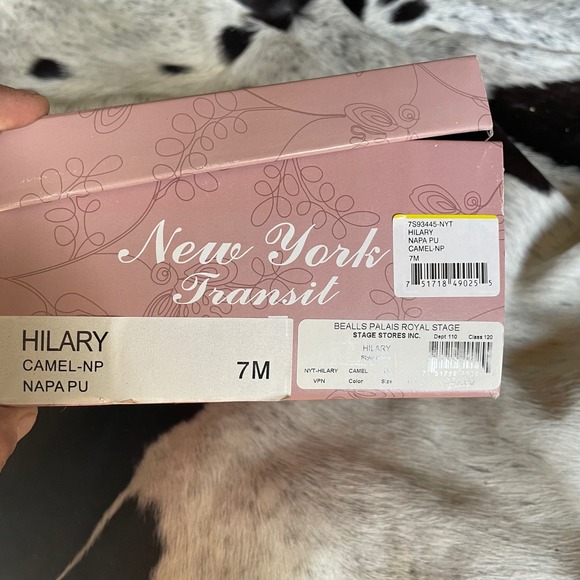 New York
Transit
7S93445-NYT
HILARY
NAPA PU
CAMEL-NP
7M
7 51718 49025 5
HILARY
CAMEL-NP
NAPA PU
7M
BEALLS PALAIS ROYAL STAGE
STAGE STORES INC. Dept 110 Class 120
HILARY
NYT-HILARY CAMEL
VPN Color Size